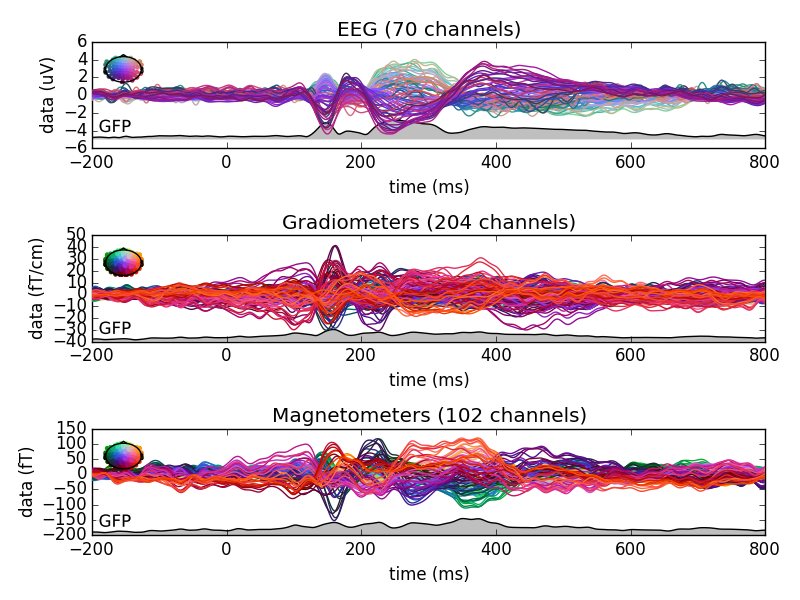 EEG (70 channels)
data (uV)
6
4
2
0
−2
−4
−6
GFP
−200 0 200 400 600 800
time (ms)
Gradiometers (204 channels)
data (fT/cm)
50
40
30
20
10
0
−10
−20
−30
−40
GFP
−200 0 200 400 600 800
time (ms)
Magnetometers (102 channels)
data (fT)
150
100
50
0
−50
−100
−150
−200
GFP
−200 0 200 400 600 800
time (ms)